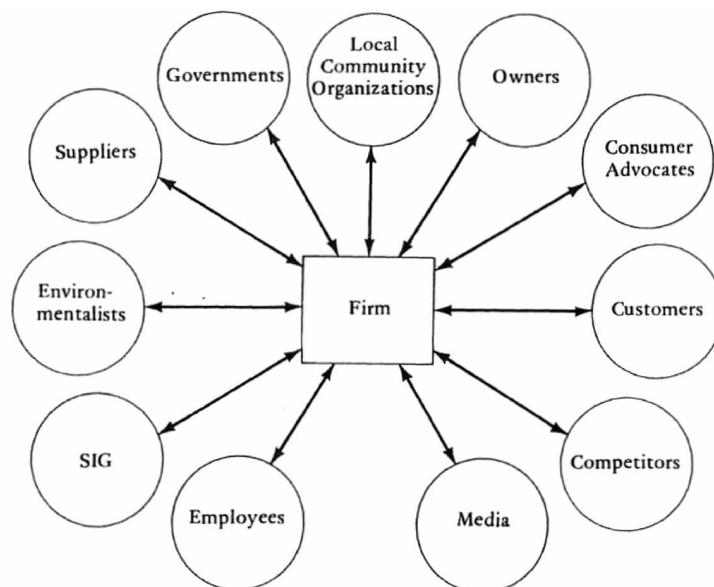 Governments
Local
Community
Organizations
Owners
Suppliers
Consumer
Advocates
Environ-
mentalists
Firm
Customers
SIG
Employees
Media
Competitors